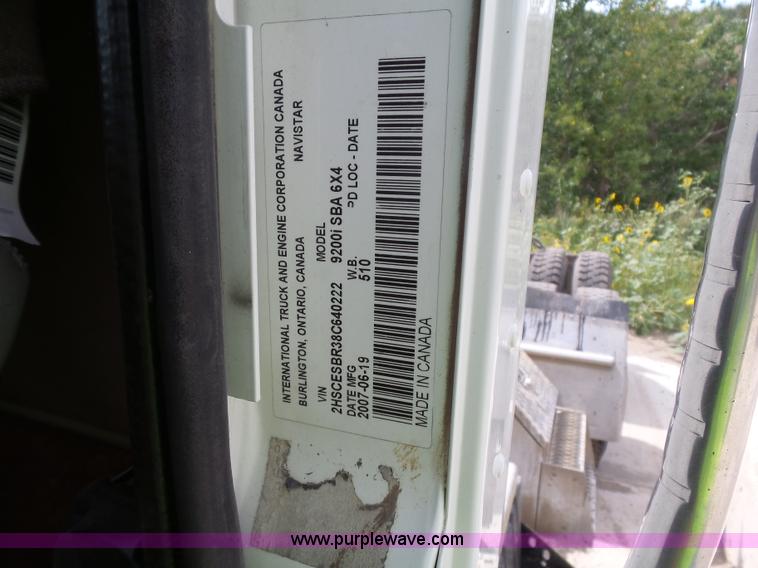 INTERNATIONAL TRUCK AND ENGINE CORPORATION CANADA
BURLINGTON, ONTARIO, CANADA NAVISTAR
VIN MODEL
2HSCESBR38C640222 9200i SBA 6X4
DATE MFG W.B. PD LOC - DATE
2007-06-19 510
MADE IN CANADA
www.purplewave.com